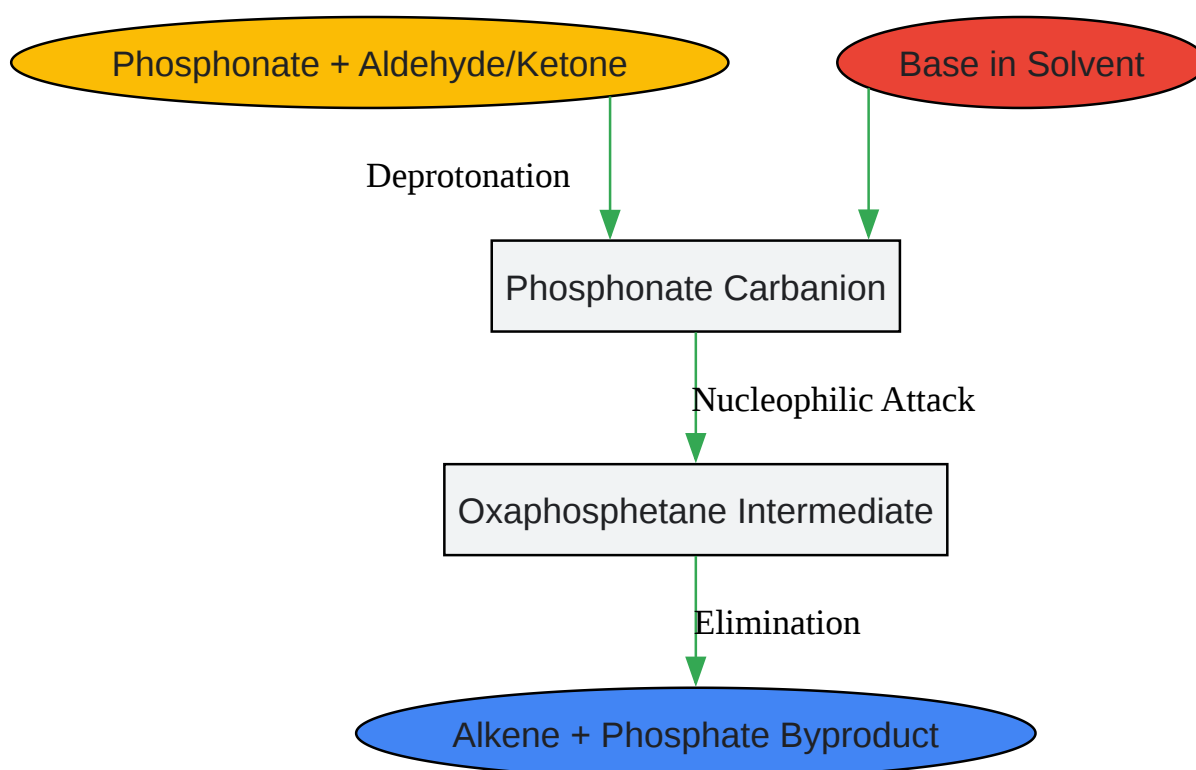 Phosphonate + Aldehyde/Ketone
Base in Solvent
Deprotonation
Phosphonate Carbanion
Nucleophilic Attack
Oxaphosphetane Intermediate
Elimination
Alkene + Phosphate Byproduct